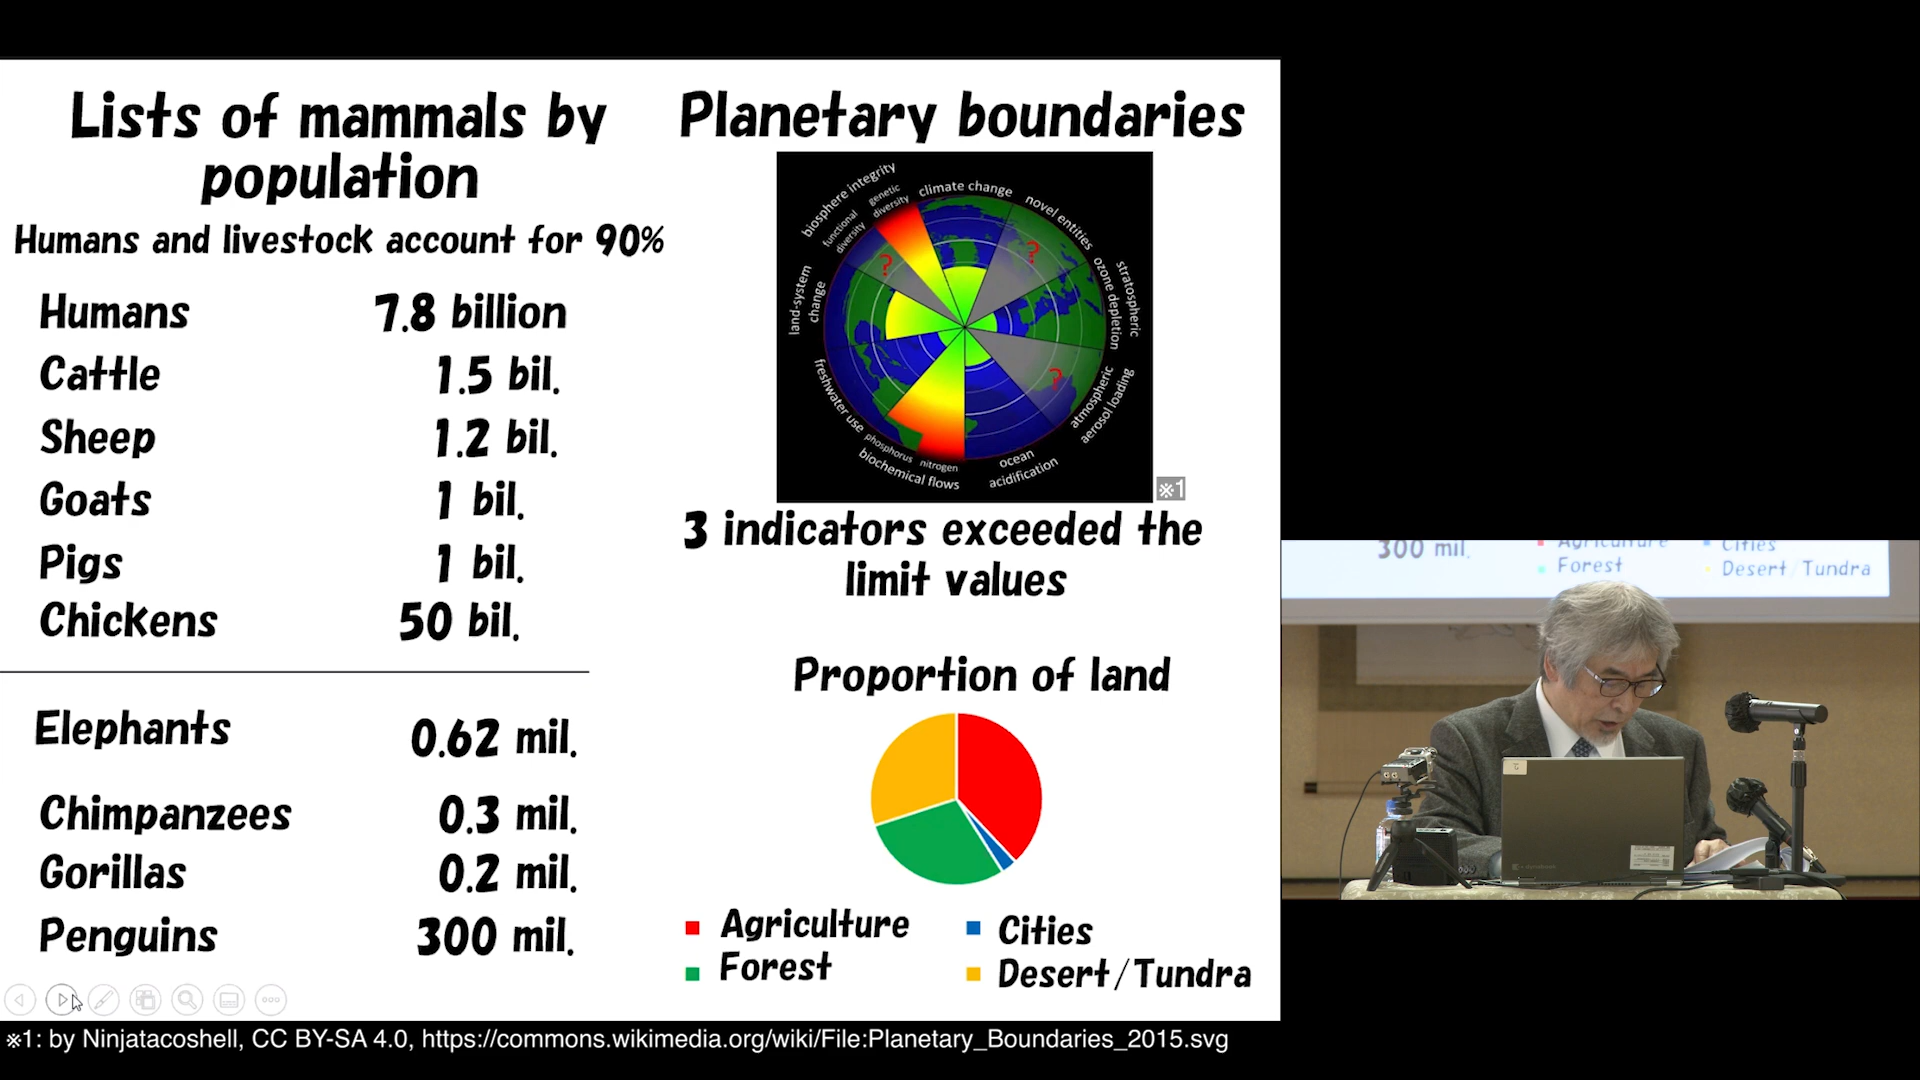 Lists of mammals by
population
Humans and livestock account for 90%
Humans 7.8 billion
Cattle 1.5 bil.
Sheep 1.2 bil.
Goats 1 bil.
Pigs 1 bil.
Chickens 50 bil.
Elephants 0.62 mil.
Chimpanzees 0.3 mil.
Gorillas 0.2 mil.
Penguins 300 mil.
Planetary boundaries
biosphere integrity
functional
diversity
genetic
diversity
climate change
novel entities
stratospheric
ozone depletion
atmospheric
aerosol loading
ocean
acidification
biochemical flows
phosphorus
nitrogen
freshwater use
land-system
change
?
?
?
※1
3 indicators exceeded the
limit values
Proportion of land
Agriculture
Cities
Forest
Desert/Tundra
300 mil.
Agriculture
Cities
Forest
Desert/Tundra
※1: by Ninjatacoshell, CC BY-SA 4.0, https://commons.wikimedia.org/wiki/File:Planetary_Boundaries_2015.svg